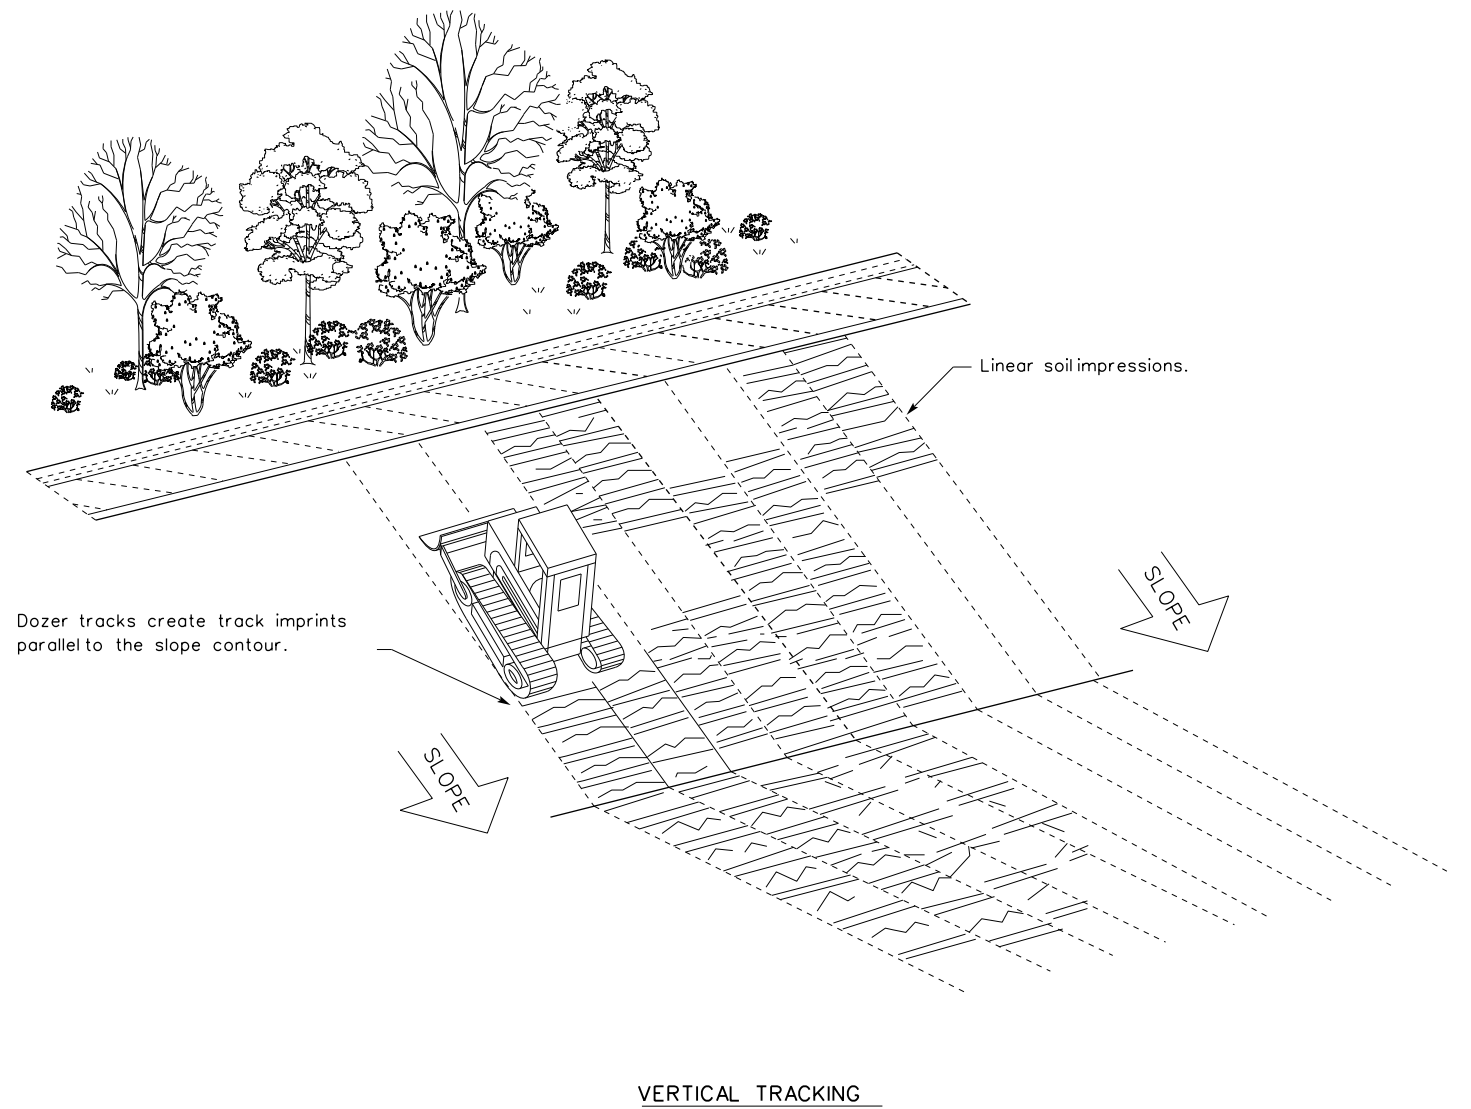 Linear soil impressions.
SLOPE
Dozer tracks create track imprints
parallel to the slope contour.
SLOPE
VERTICAL TRACKING